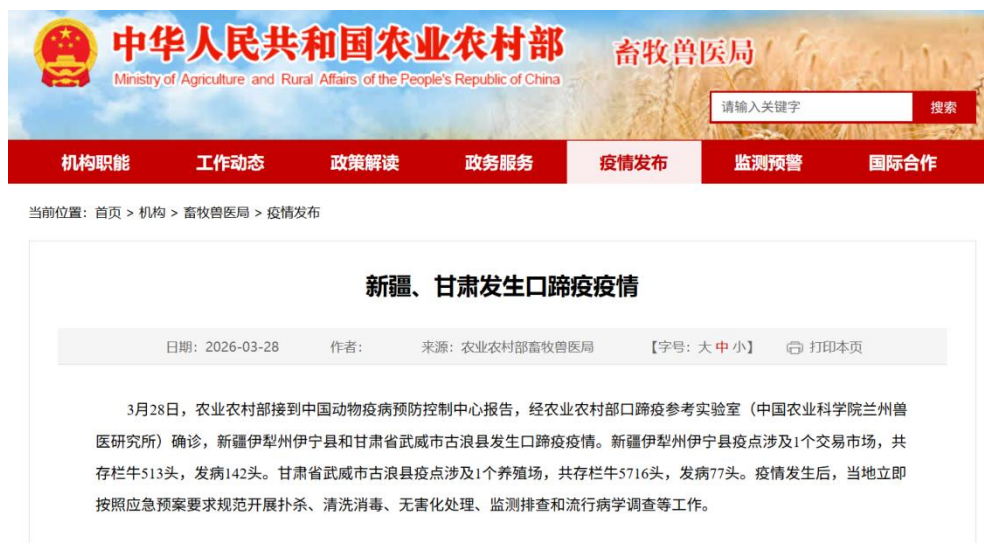 中华人民共和国农业农村部
畜牧兽医局
Ministry of Agriculture and Rural Affairs of the People's Republic of China
请输入关键字 搜索
机构职能 工作动态 政策解读 政务服务 疫情发布 监测预警 国际合作
当前位置：首页 > 机构 > 畜牧兽医局 > 疫情发布
新疆、甘肃发生口蹄疫疫情
日期：2026-03-28 作者： 来源：农业农村部畜牧兽医局 【字号：大 中 小】 打印本页
3月28日，农业农村部接到中国动物疫病预防控制中心报告，经农业农村部口蹄疫参考实验室（中国农业科学院兰州兽
医研究所）确诊，新疆伊犁州伊宁县和甘肃省武威市古浪县发生口蹄疫疫情。新疆伊犁州伊宁县疫点涉及1个交易市场，共
存栏牛513头，发病142头。甘肃省武威市古浪县疫点涉及1个养殖场，共存栏牛5716头，发病77头。疫情发生后，当地立即
按照应急预案要求规范开展扑杀、清洗消毒、无害化处理、监测排查和流行病学调查等工作。